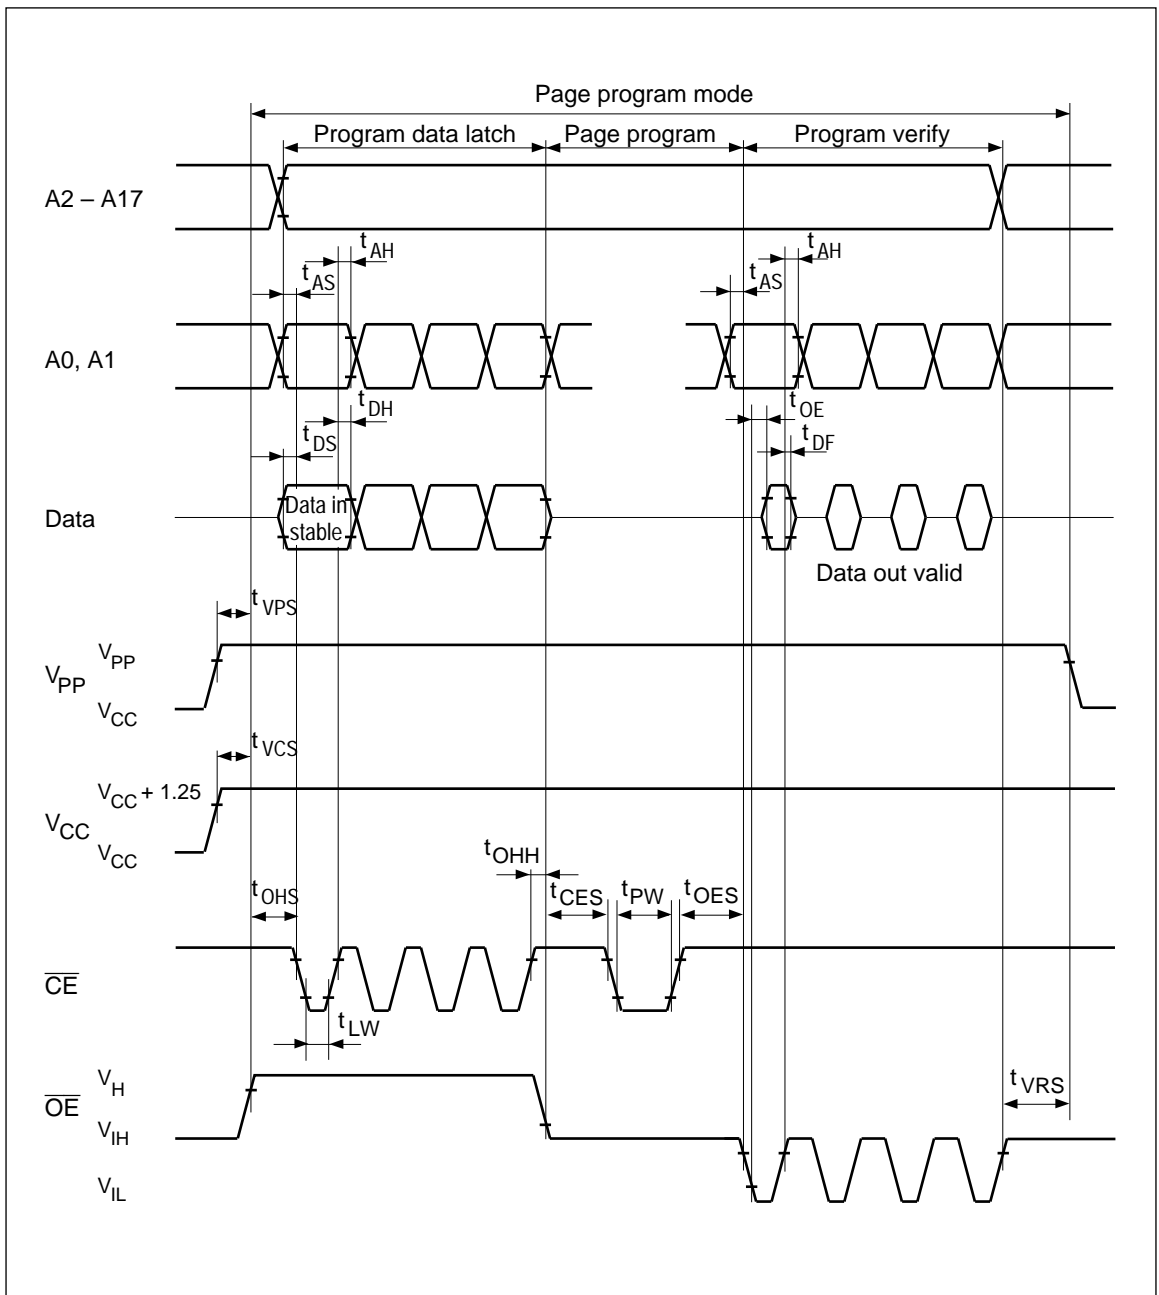 Page program mode
Program data latch Page program Program verify
A2 – A17
tAH tAH
tAS tAS
A0, A1
tDH tOE
tDS tDF
Data in
stable
Data
Data out valid
tVPS
VPP
VPP
VCC
tVCS
VCC + 1.25
VCC
VCC
tOHH
tOHS tCES tPW tOES
CE
tLW
VH
tVRS
OE
VIH
VIL